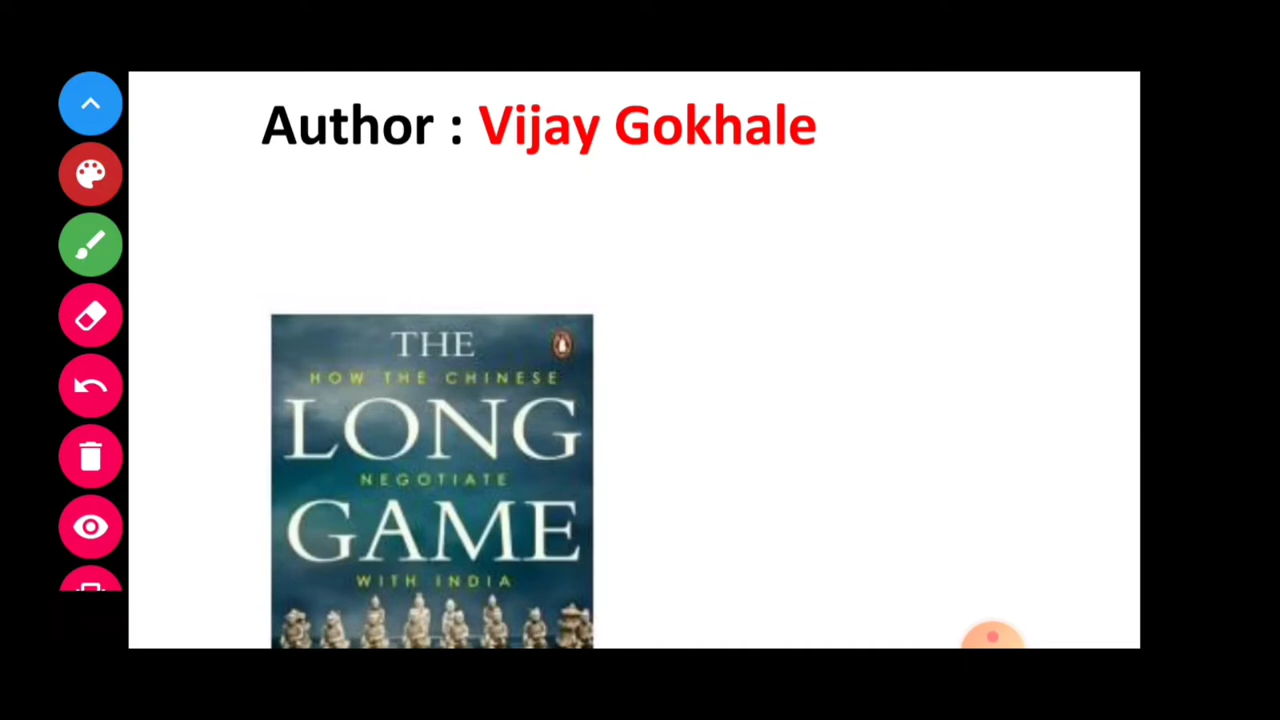 Author : Vijay Gokhale
THE
HOW THE CHINESE
LONG
NEGOTIATE
GAME
WITH INDIA